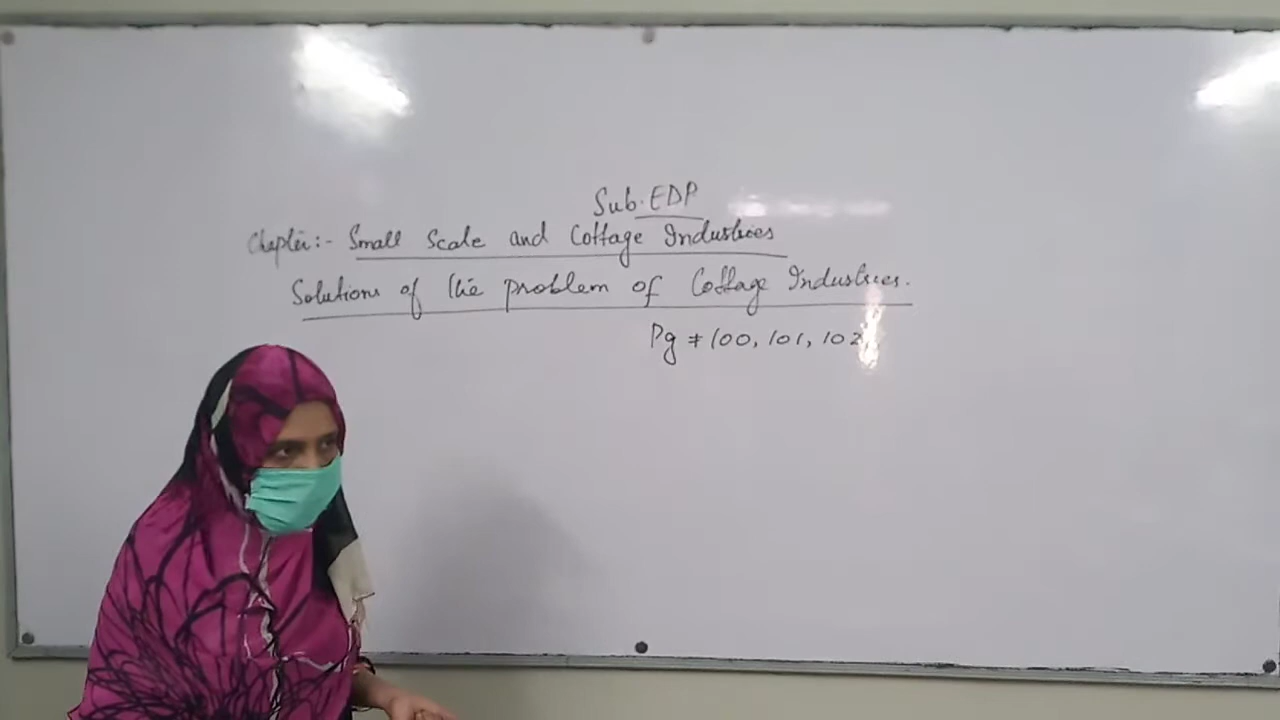 Sub. EDP
Chapter:- Small Scale and Cottage Industries
Solutions of the problem of Cottage Industries.
Pg # 100, 101, 102